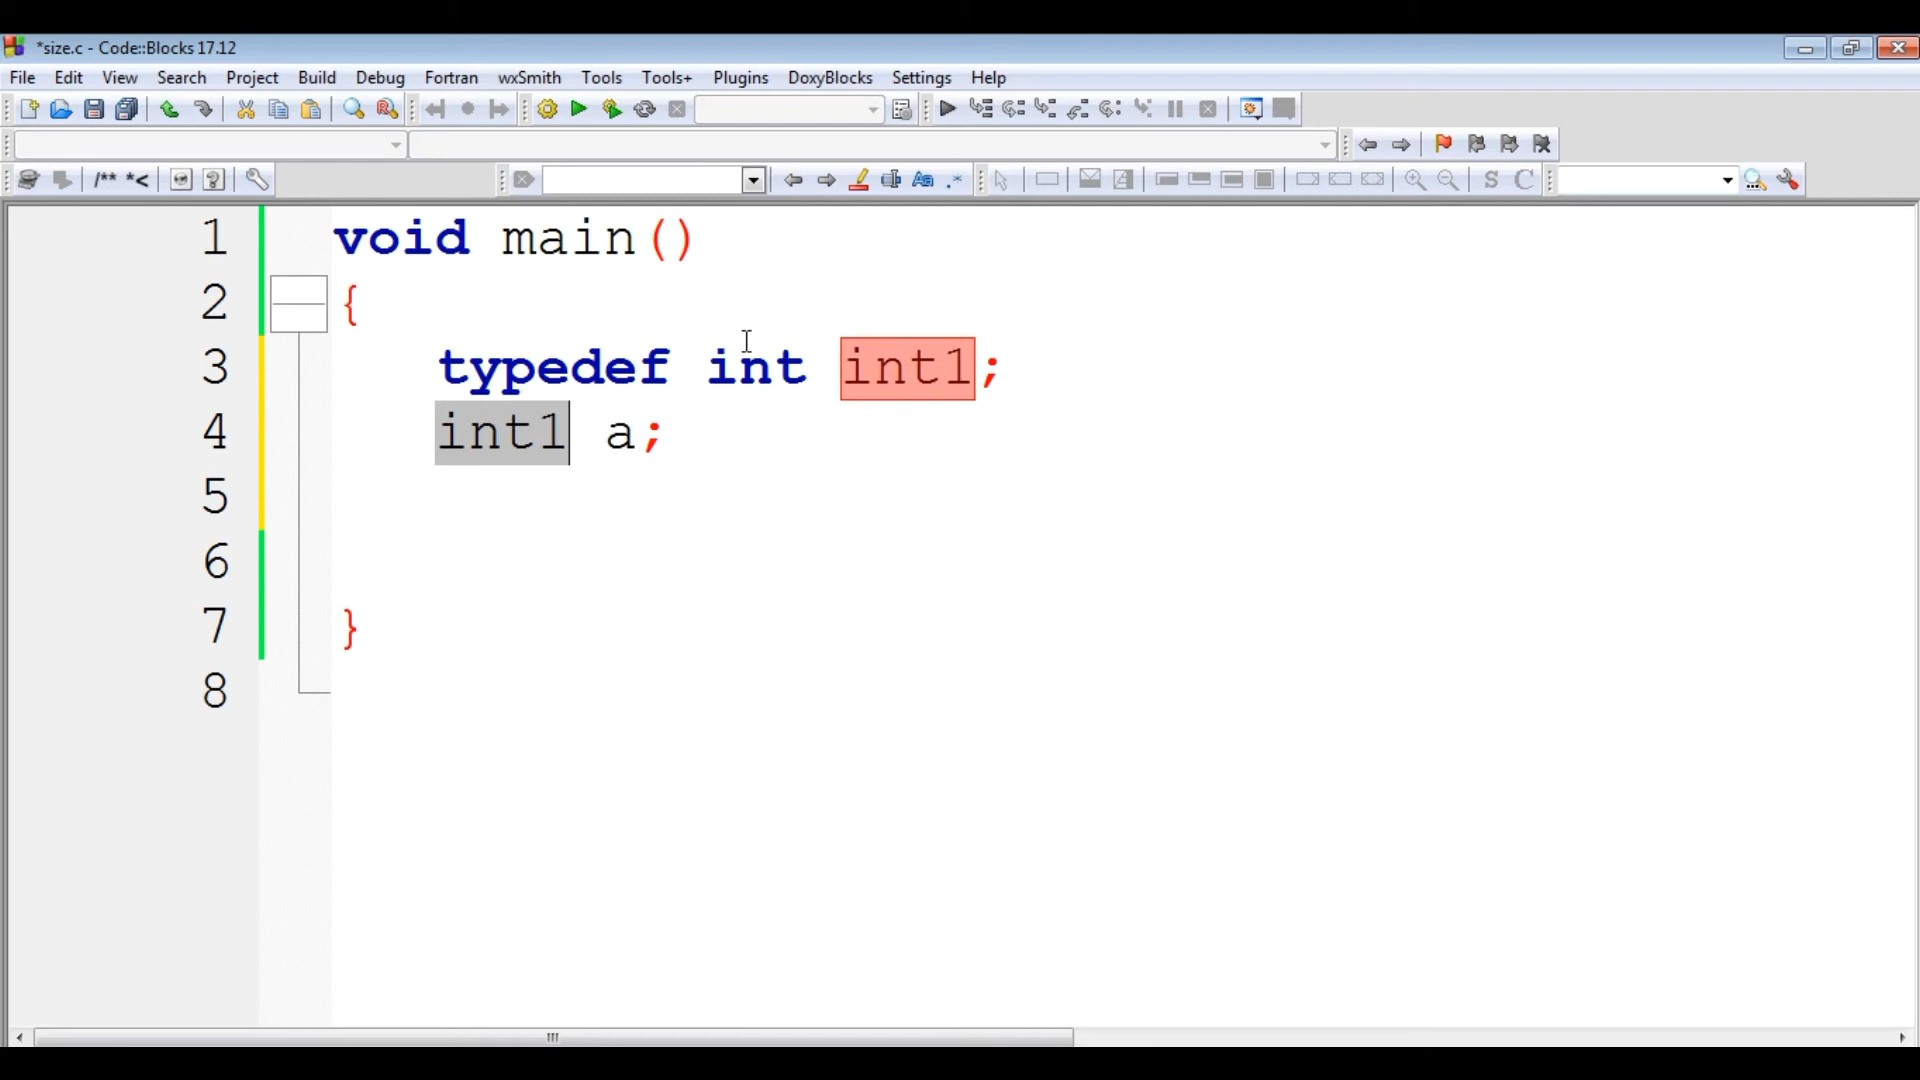 *size.c - Code::Blocks 17.12
File Edit View Search Project Build Debug Fortran wxSmith Tools Tools+ Plugins DoxyBlocks Settings Help
/** *<
Aa .* S C
1 void main()
2 {
3 typedef int int1;
4 int1 a;
5
6
7 }
8